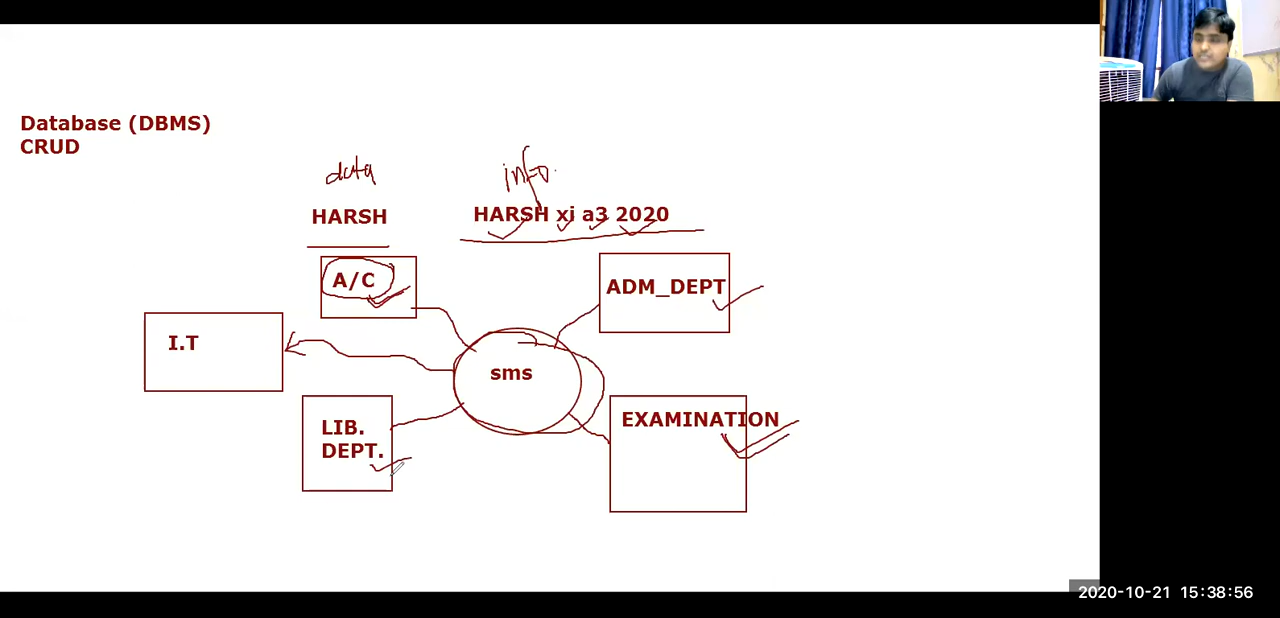 Database (DBMS)
CRUD
data
info.
HARSH
HARSH xi a3 2020
A/C
ADM_DEPT
I.T
sms
LIB.
DEPT.
EXAMINATION
2020-10-21 15:38:56